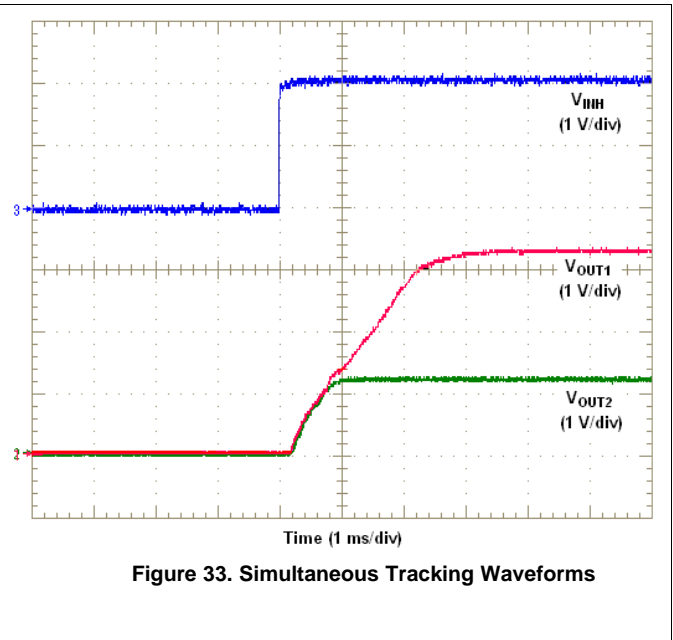 V_INH
(1 V/div)
3
V_OUT1
(1 V/div)
V_OUT2
(1 V/div)
Time (1 ms/div)
Figure 33. Simultaneous Tracking Waveforms